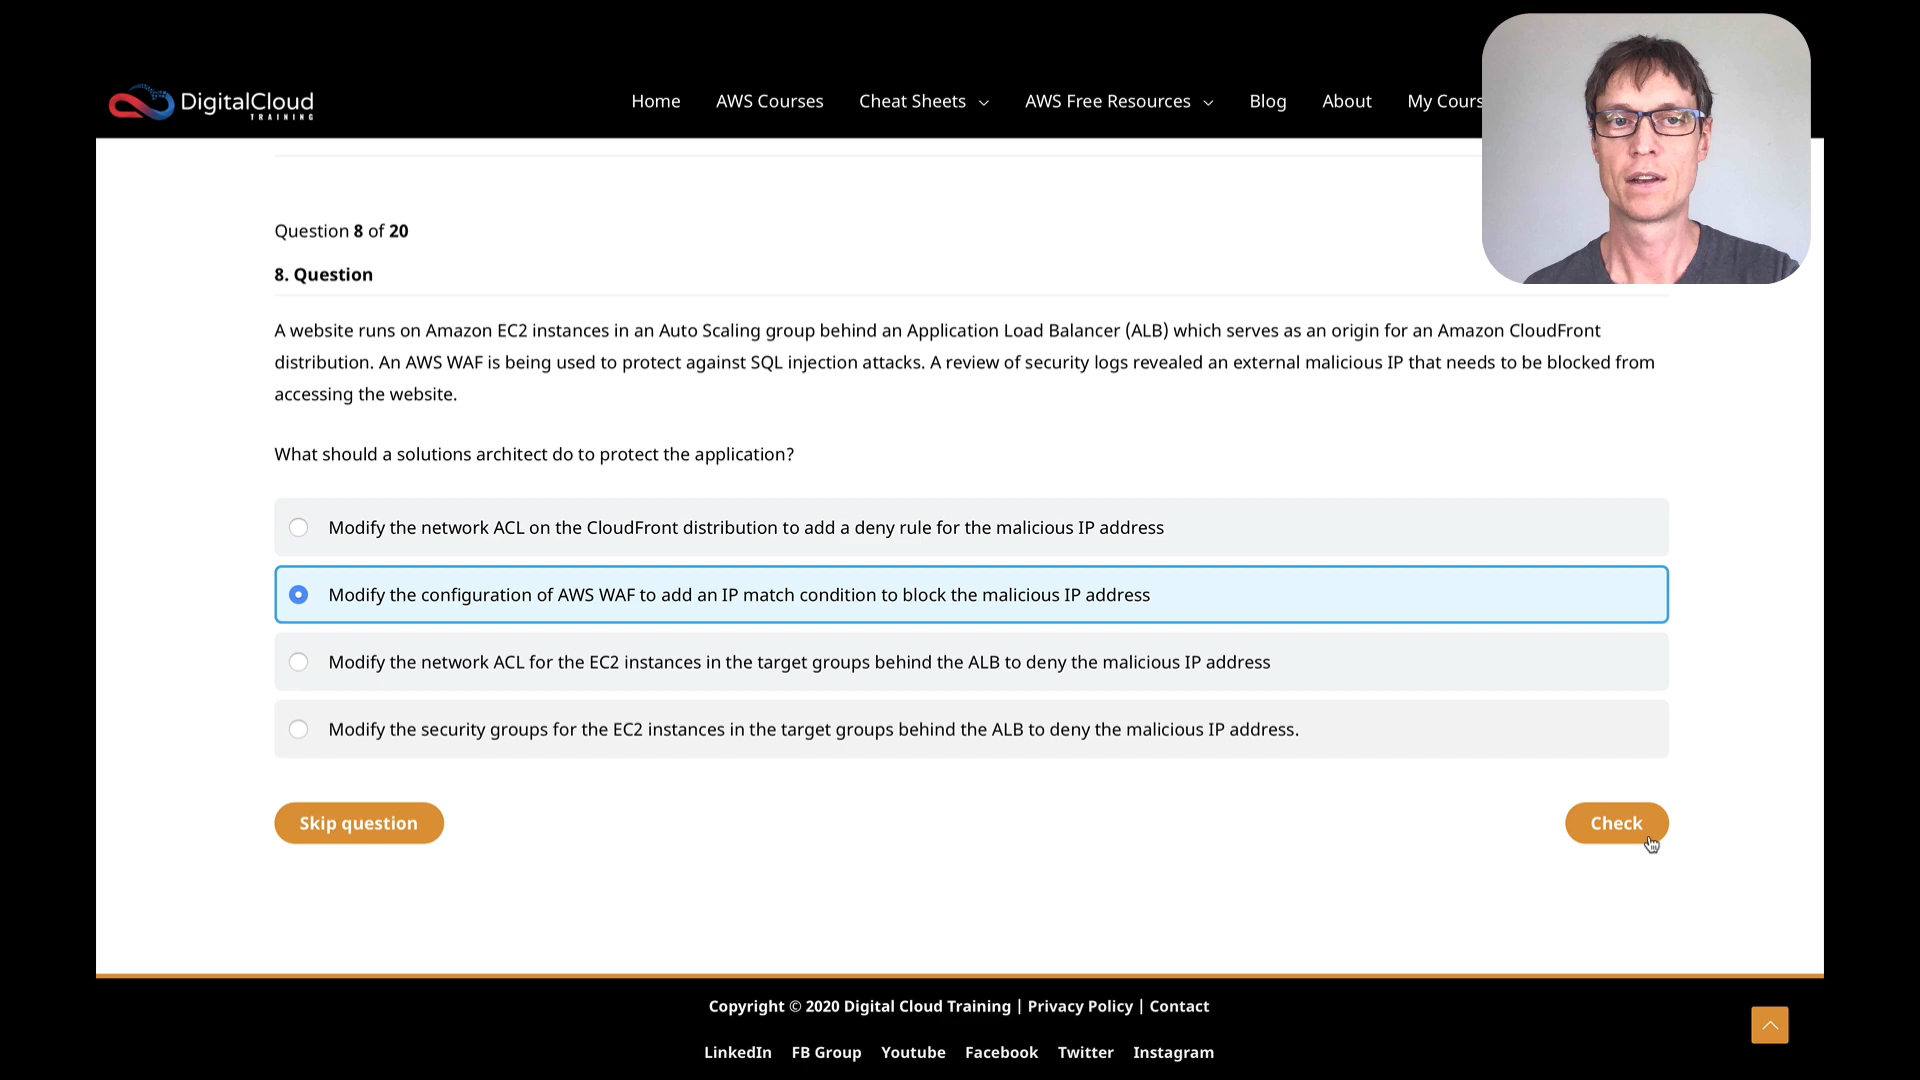 DigitalCloud
TRAINING
Home AWS Courses Cheat Sheets AWS Free Resources Blog About My Cours
Question 8 of 20
8. Question
A website runs on Amazon EC2 instances in an Auto Scaling group behind an Application Load Balancer (ALB) which serves as an origin for an Amazon CloudFront
distribution. An AWS WAF is being used to protect against SQL injection attacks. A review of security logs revealed an external malicious IP that needs to be blocked from
accessing the website.
What should a solutions architect do to protect the application?
Modify the network ACL on the CloudFront distribution to add a deny rule for the malicious IP address
Modify the configuration of AWS WAF to add an IP match condition to block the malicious IP address
Modify the network ACL for the EC2 instances in the target groups behind the ALB to deny the malicious IP address
Modify the security groups for the EC2 instances in the target groups behind the ALB to deny the malicious IP address.
Skip question
Check
Copyright © 2020 Digital Cloud Training | Privacy Policy | Contact
LinkedIn FB Group Youtube Facebook Twitter Instagram